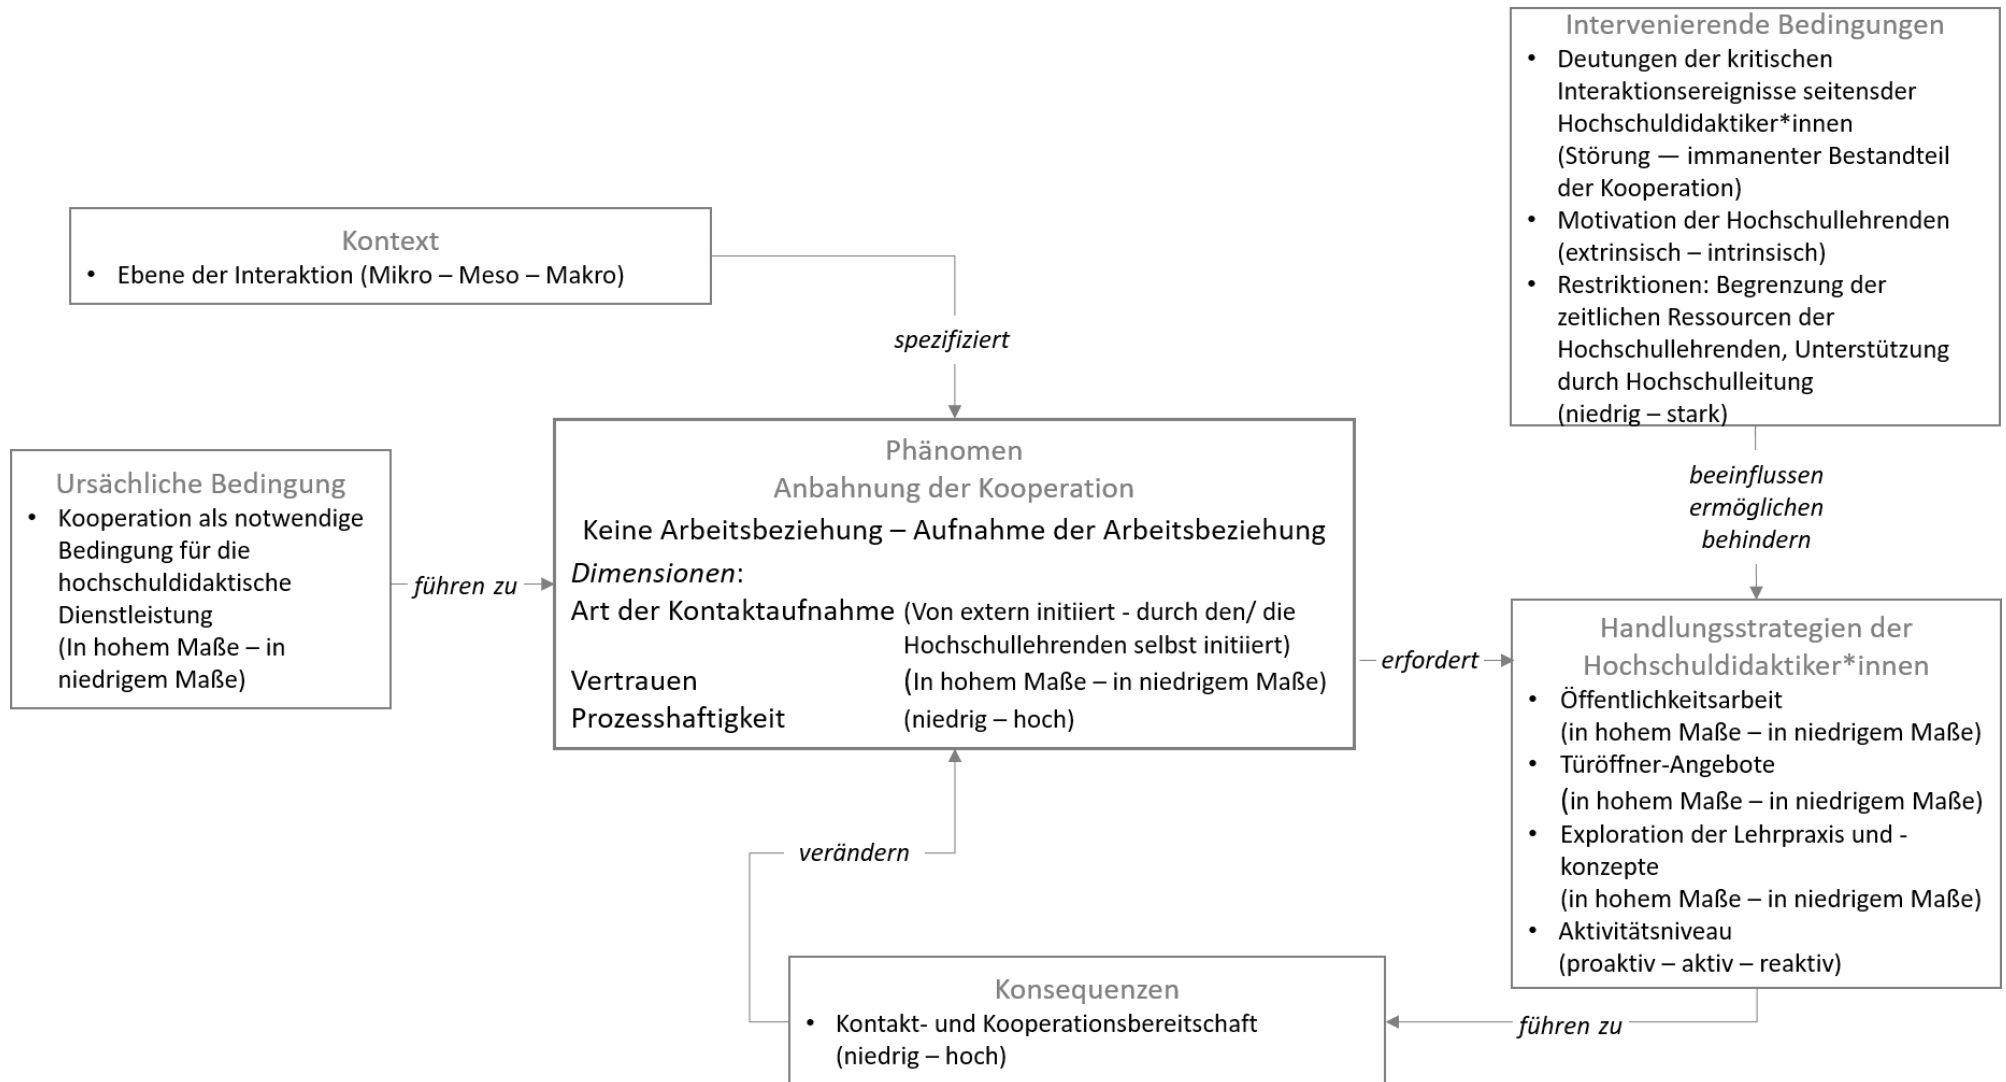 Intervenierende Bedingungen
• Deutungen der kritischen
Interaktionsereignisse seitensder
Hochschuldidaktiker*innen
(Störung — immanenter Bestandteil
der Kooperation)
• Motivation der Hochschullehrenden
(extrinsisch – intrinsisch)
• Restriktionen: Begrenzung der
zeitlichen Ressourcen der
Hochschullehrenden, Unterstützung
durch Hochschulleitung
(niedrig – stark)
Kontext
• Ebene der Interaktion (Mikro – Meso – Makro)
spezifiziert
beeinflussen
ermöglichen
behindern
Ursächliche Bedingung
• Kooperation als notwendige
Bedingung für die
hochschuldidaktische
Dienstleistung
(In hohem Maße – in
niedrigem Maße)
führen zu
Phänomen
Anbahnung der Kooperation
Keine Arbeitsbeziehung – Aufnahme der Arbeitsbeziehung
Dimensionen:
Art der Kontaktaufnahme (Von extern initiiert - durch den/ die
Hochschullehrenden selbst initiiert)
Vertrauen (In hohem Maße – in niedrigem Maße)
Prozesshaftigkeit (niedrig – hoch)
erfordert
Handlungsstrategien der
Hochschuldidaktiker*innen
• Öffentlichkeitsarbeit
(in hohem Maße – in niedrigem Maße)
• Türöffner-Angebote
(in hohem Maße – in niedrigem Maße)
• Exploration der Lehrpraxis und -
konzepte
(in hohem Maße – in niedrigem Maße)
• Aktivitätsniveau
(proaktiv – aktiv – reaktiv)
verändern
Konsequenzen
• Kontakt- und Kooperationsbereitschaft
(niedrig – hoch)
führen zu